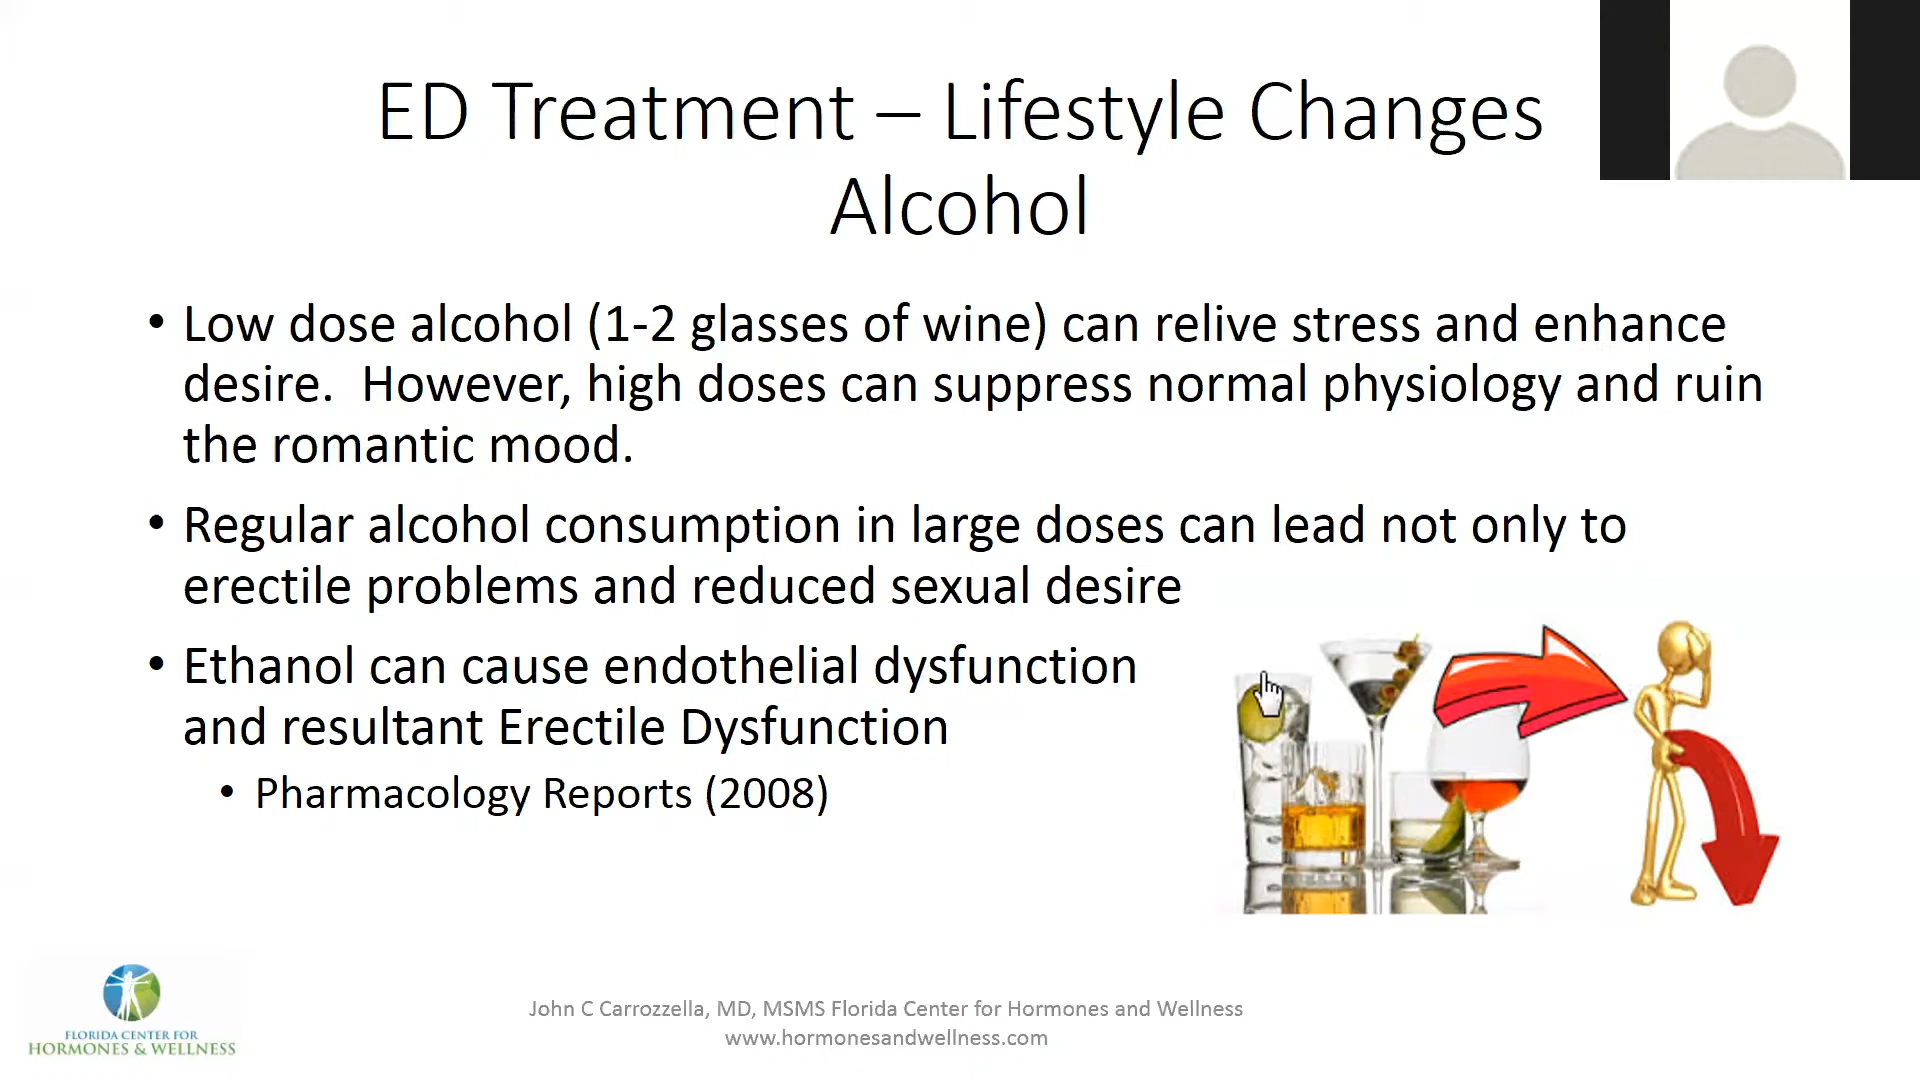 ED Treatment – Lifestyle Changes
Alcohol
• Low dose alcohol (1-2 glasses of wine) can relive stress and enhance
desire.  However, high doses can suppress normal physiology and ruin
the romantic mood.
• Regular alcohol consumption in large doses can lead not only to
erectile problems and reduced sexual desire
• Ethanol can cause endothelial dysfunction
and resultant Erectile Dysfunction
• Pharmacology Reports (2008)
FLORIDA CENTER FOR
HORMONES & WELLNESS
John C Carrozzella, MD, MSMS Florida Center for Hormones and Wellness
www.hormonesandwellness.com